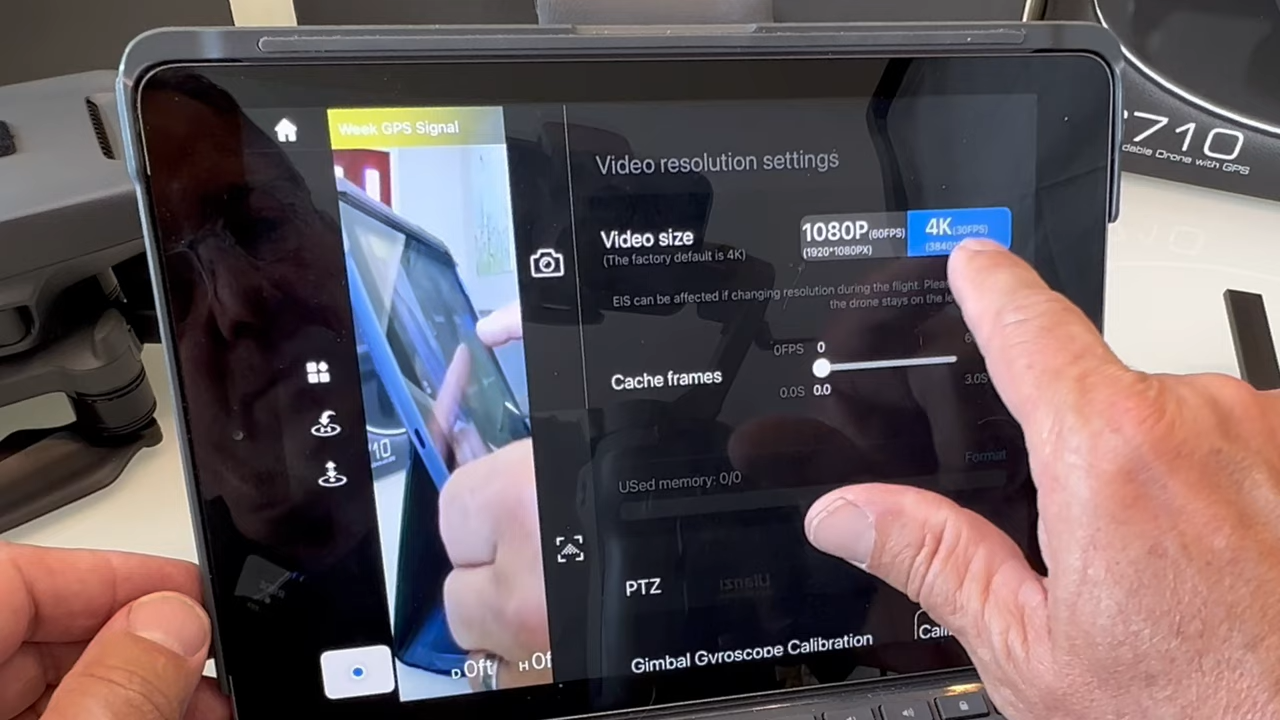 Week GPS Signal
Video resolution settings
Video size
(The factory default is 4K)
1080P(60FPS)
(1920*1080PX)
4K(30FPS)
EIS can be affected if changing resolution during the flight.
the drone stays on the
0FPS 0
Cache frames
0.0S 0.0
3.0S
Format
USed memory: 0/0
PTZ
Gimbal Gyroscope Calibration
D 0ft
H 0f
710
dable Drone with GPS
10
Ulanzi